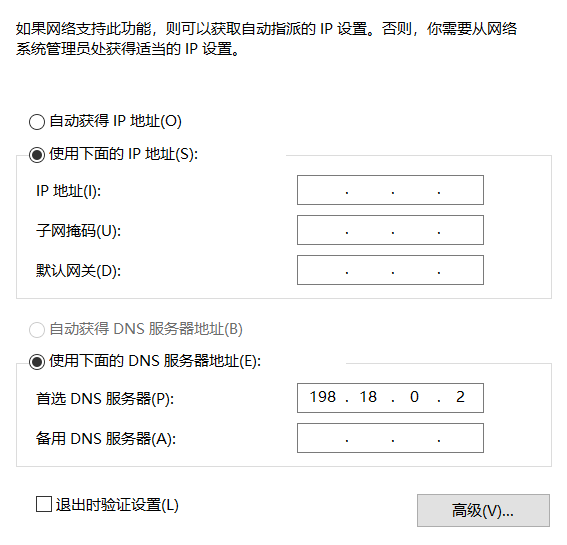 如果网络支持此功能，则可以获取自动指派的 IP 设置。否则，你需要从网络
系统管理员处获得适当的 IP 设置。
自动获得 IP 地址(O)
使用下面的 IP 地址(S):
IP 地址(I): . . .
子网掩码(U): . . .
默认网关(D): . . .
自动获得 DNS 服务器地址(B)
使用下面的 DNS 服务器地址(E):
首选 DNS 服务器(P): 198 . 18 . 0 . 2
备用 DNS 服务器(A): . . .
退出时验证设置(L)
高级(V)...